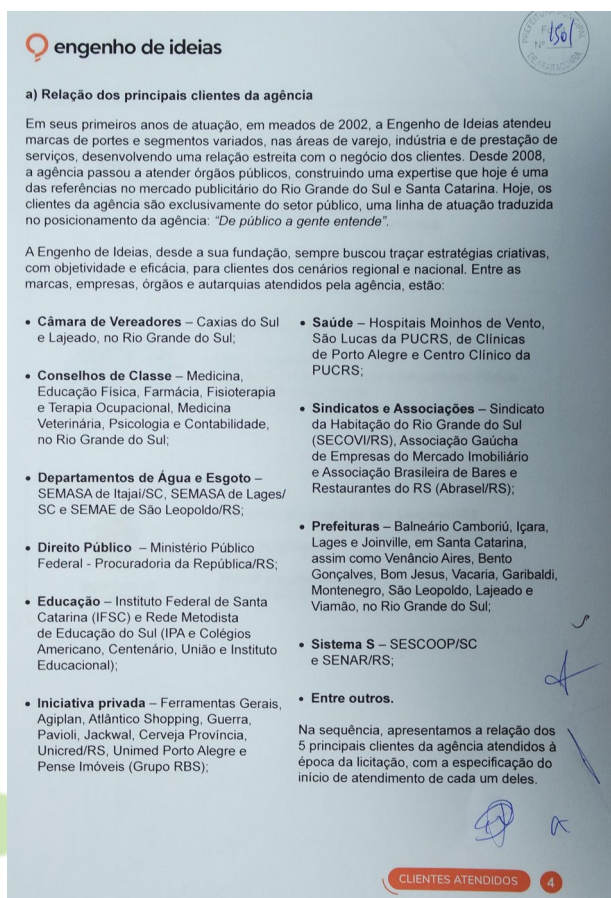 engenho de ideias
PREFEITURA MUNICIPAL
Nº 1501
a) Relação dos principais clientes da agência
Em seus primeiros anos de atuação, em meados de 2002, a Engenho de Ideias atendeu
marcas de portes e segmentos variados, nas áreas de varejo, indústria e de prestação de
serviços, desenvolvendo uma relação estreita com o negócio dos clientes. Desde 2008,
a agência passou a atender órgãos públicos, construindo uma expertise que hoje é uma
das referências no mercado publicitário do Rio Grande do Sul e Santa Catarina. Hoje, os
clientes da agência são exclusivamente do setor público, uma linha de atuação traduzida
no posicionamento da agência: “De público a gente entende”.
A Engenho de Ideias, desde a sua fundação, sempre buscou traçar estratégias criativas,
com objetividade e eficácia, para clientes dos cenários regional e nacional. Entre as
marcas, empresas, órgãos e autarquias atendidos pela agência, estão:
• Câmara de Vereadores – Caxias do Sul
e Lajeado, no Rio Grande do Sul;
• Conselhos de Classe – Medicina,
Educação Física, Farmácia, Fisioterapia
e Terapia Ocupacional, Medicina
Veterinária, Psicologia e Contabilidade,
no Rio Grande do Sul;
• Departamentos de Água e Esgoto –
SEMASA de Itajaí/SC, SEMASA de Lages/
SC e SEMAE de São Leopoldo/RS;
• Direito Público – Ministério Público
Federal - Procuradoria da República/RS;
• Educação – Instituto Federal de Santa
Catarina (IFSC) e Rede Metodista
de Educação do Sul (IPA e Colégios
Americano, Centenário, União e Instituto
Educacional);
• Iniciativa privada – Ferramentas Gerais,
Agiplan, Atlântico Shopping, Guerra,
Pavioli, Jackwal, Cerveja Província,
Unicred/RS, Unimed Porto Alegre e
Pense Imóveis (Grupo RBS);
• Saúde – Hospitais Moinhos de Vento,
São Lucas da PUCRS, de Clínicas
de Porto Alegre e Centro Clínico da
PUCRS;
• Sindicatos e Associações – Sindicato
da Habitação do Rio Grande do Sul
(SECOVI/RS), Associação Gaúcha
de Empresas do Mercado Imobiliário
e Associação Brasileira de Bares e
Restaurantes do RS (Abrasel/RS);
• Prefeituras – Balneário Camboriú, Içara,
Lages e Joinville, em Santa Catarina,
assim como Venâncio Aires, Bento
Gonçalves, Bom Jesus, Vacaria, Garibaldi,
Montenegro, São Leopoldo, Lajeado e
Viamão, no Rio Grande do Sul;
• Sistema S – SESCOOP/SC
e SENAR/RS;
• Entre outros.
Na sequência, apresentamos a relação dos
5 principais clientes da agência atendidos à
época da licitação, com a especificação do
início de atendimento de cada um deles.
CLIENTES ATENDIDOS 4